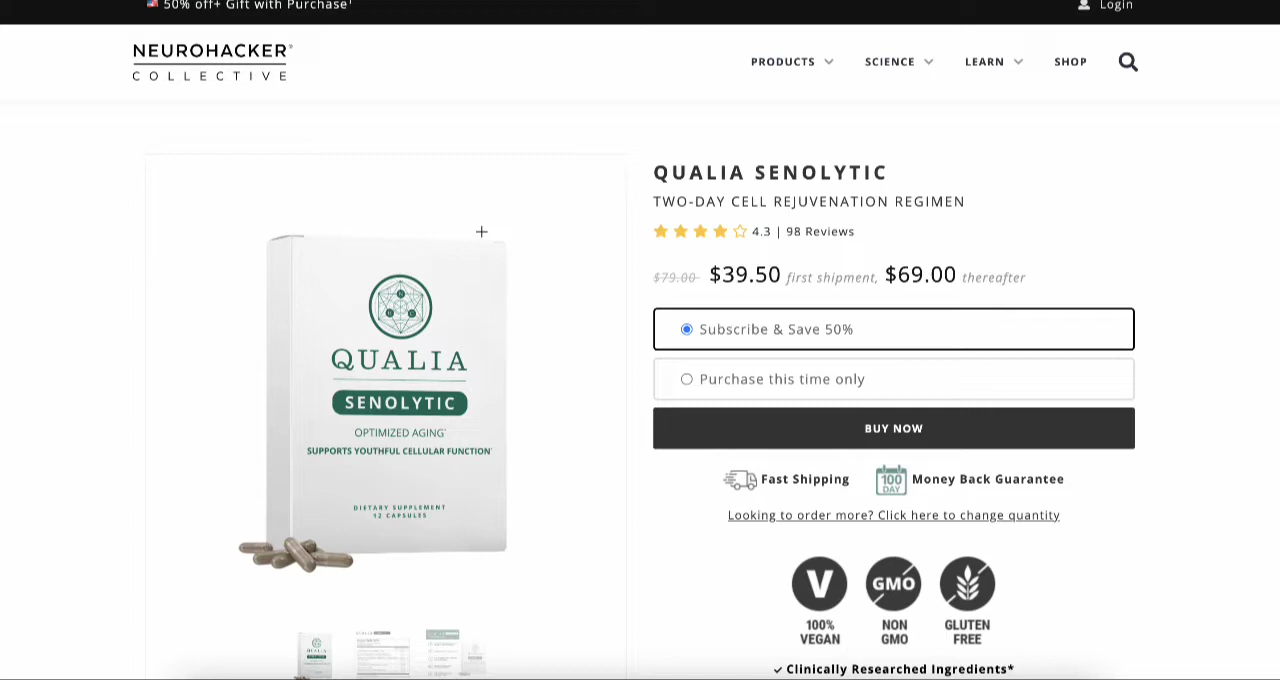 50% off+ Gift with Purchase¹
Login
NEUROHACKER®
COLLECTIVE
PRODUCTS
SCIENCE
LEARN
SHOP
QUALIA SENOLYTIC
TWO-DAY CELL REJUVENATION REGIMEN
4.3 | 98 Reviews
$79.00 $39.50 first shipment, $69.00 thereafter
Subscribe & Save 50%
Purchase this time only
BUY NOW
Fast Shipping
100
DAY
Money Back Guarantee
Looking to order more? Click here to change quantity
V
GMO
100%
VEGAN
NON
GMO
GLUTEN
FREE
✓ Clinically Researched Ingredients*
QUALIA
SENOLYTIC
OPTIMIZED AGING*
SUPPORTS YOUTHFUL CELLULAR FUNCTION*
DIETARY SUPPLEMENT
12 CAPSULES